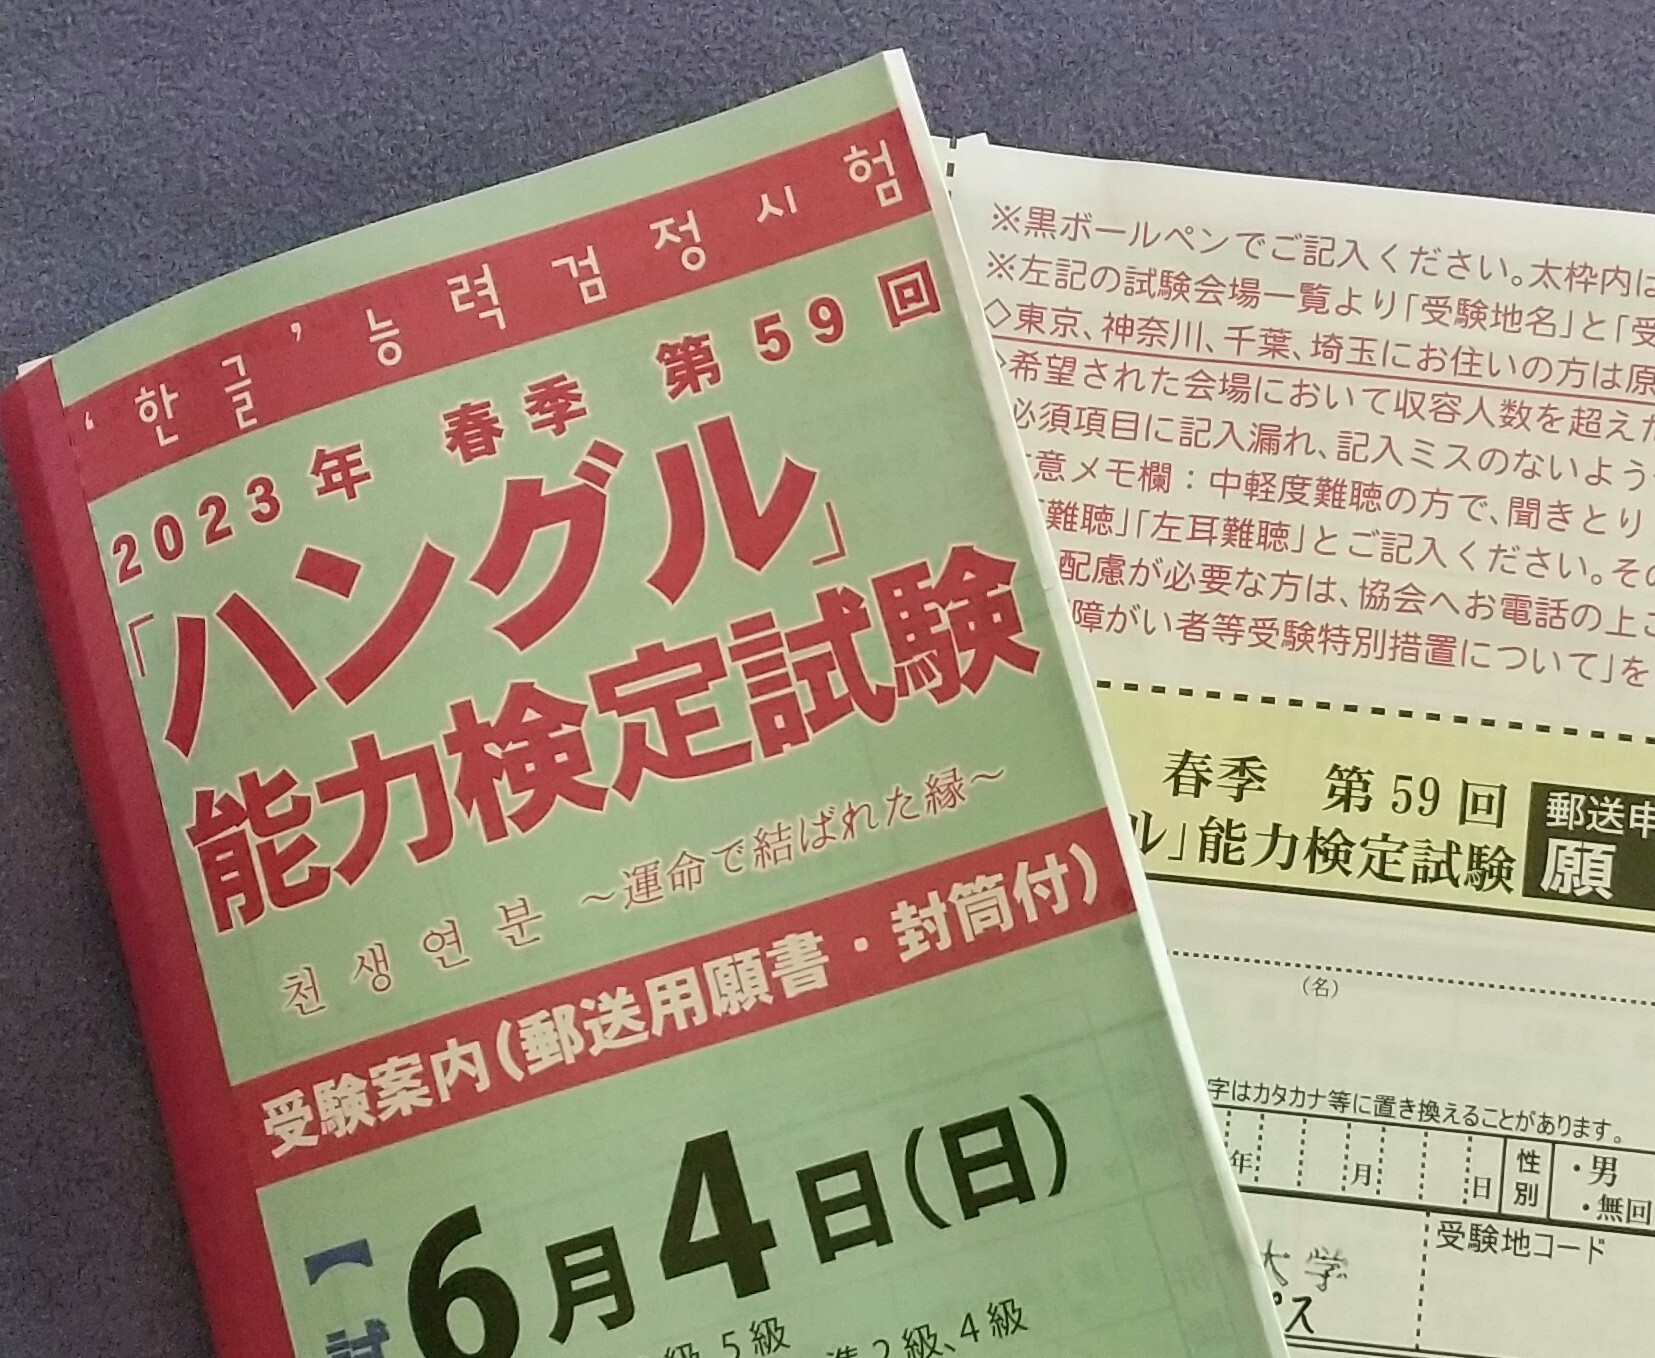 ‘한글’능력검정시험
2023年 春季 第59回
「ハングル」
能力検定試験
천생연분 ～運命で結ばれた縁～
受験案内(郵送用願書・封筒付)
6月4日(日)
級、5級
準2級、4級
※黒ボールペンでご記入ください。太枠内は
※左記の試験会場一覧より「受験地名」と「受
◇東京、神奈川、千葉、埼玉にお住いの方は原
◇希望された会場において収容人数を超えた
必須項目に記入漏れ、記入ミスのないよう
意メモ欄：中軽度難聴の方で、聞きとり
難聴」「左耳難聴」とご記入ください。その
配慮が必要な方は、協会へお電話の上ご
障がい者等受験特別措置について」を
春季 第59回
ル」能力検定試験
郵送申
願
(名)
字はカタカナ等に置き換えることがあります。
年 月 日 性別 ・男
・無回
受験地コード
大学
ス